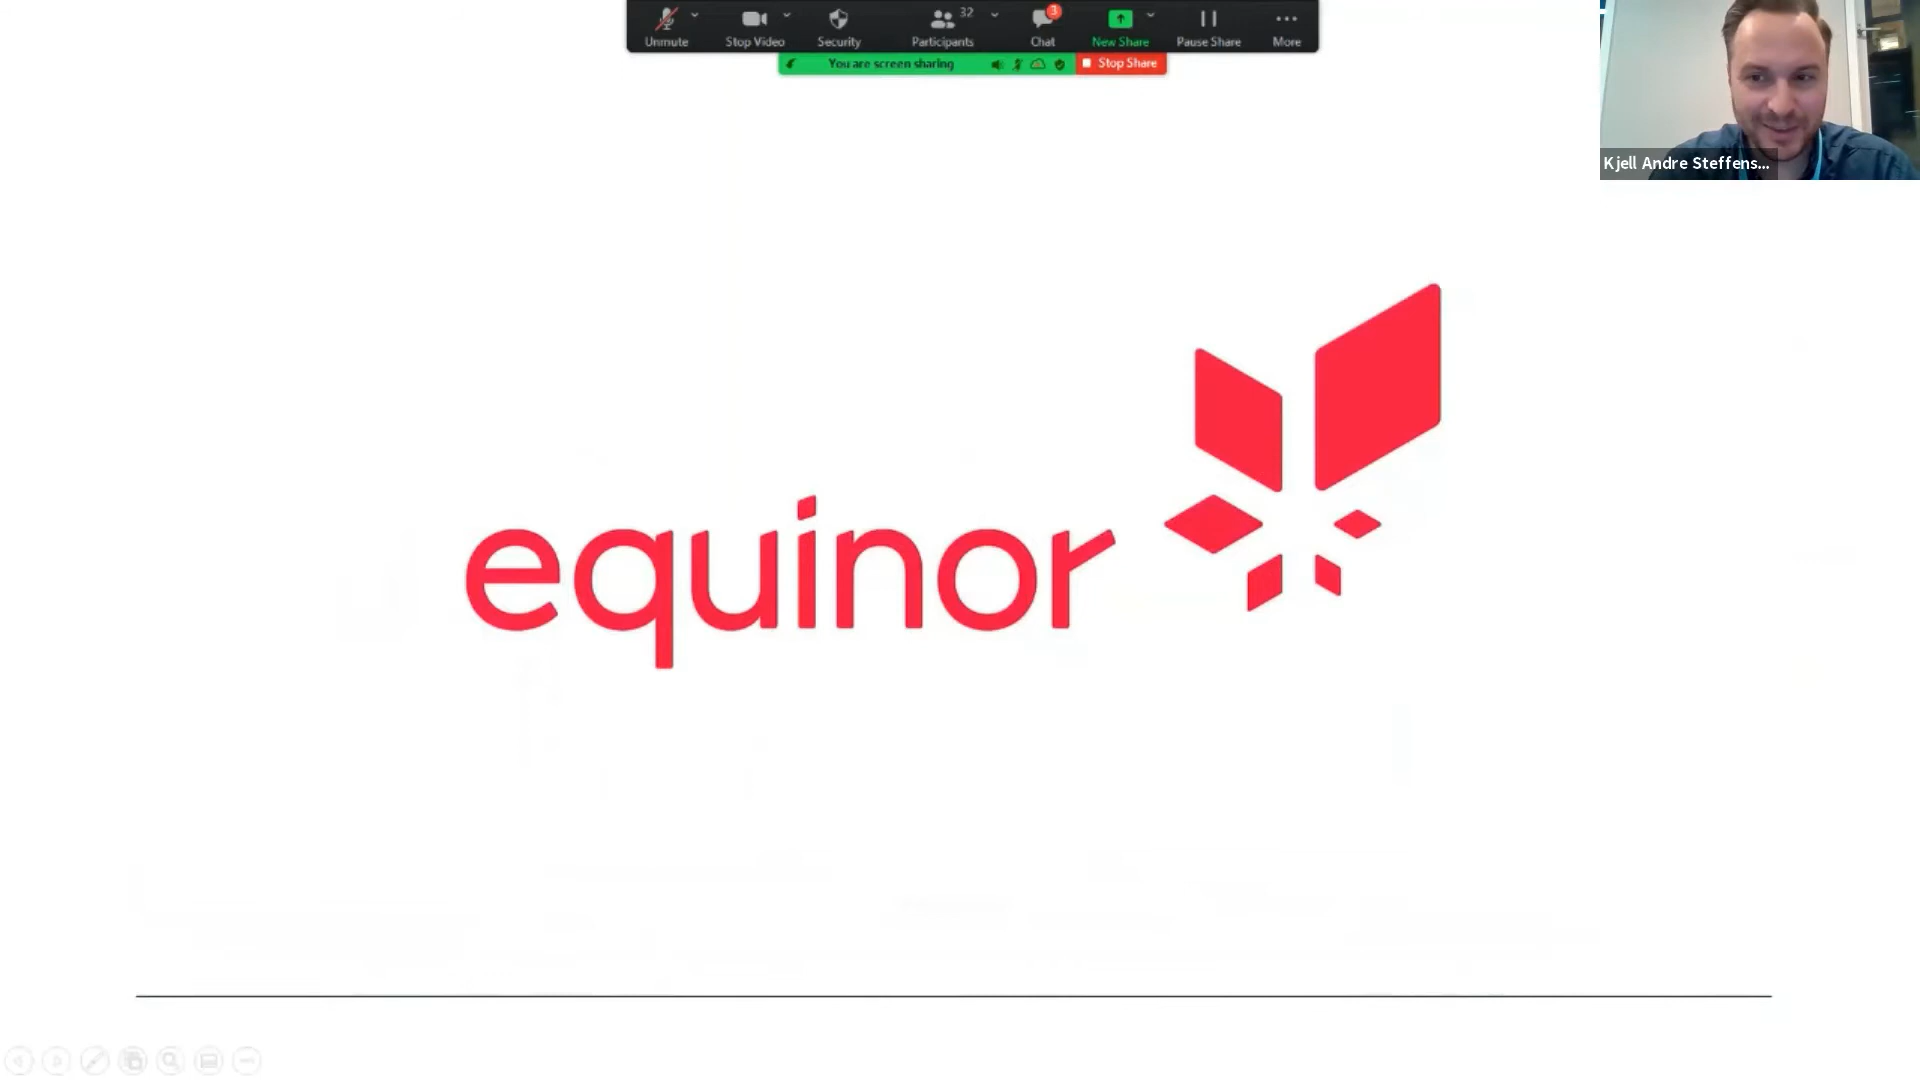 Unmute
Stop Video
Security
32
Participants
3
Chat
New Share
Pause Share
More
You are screen sharing
Stop Share
Kjell Andre Steffens...
equinor